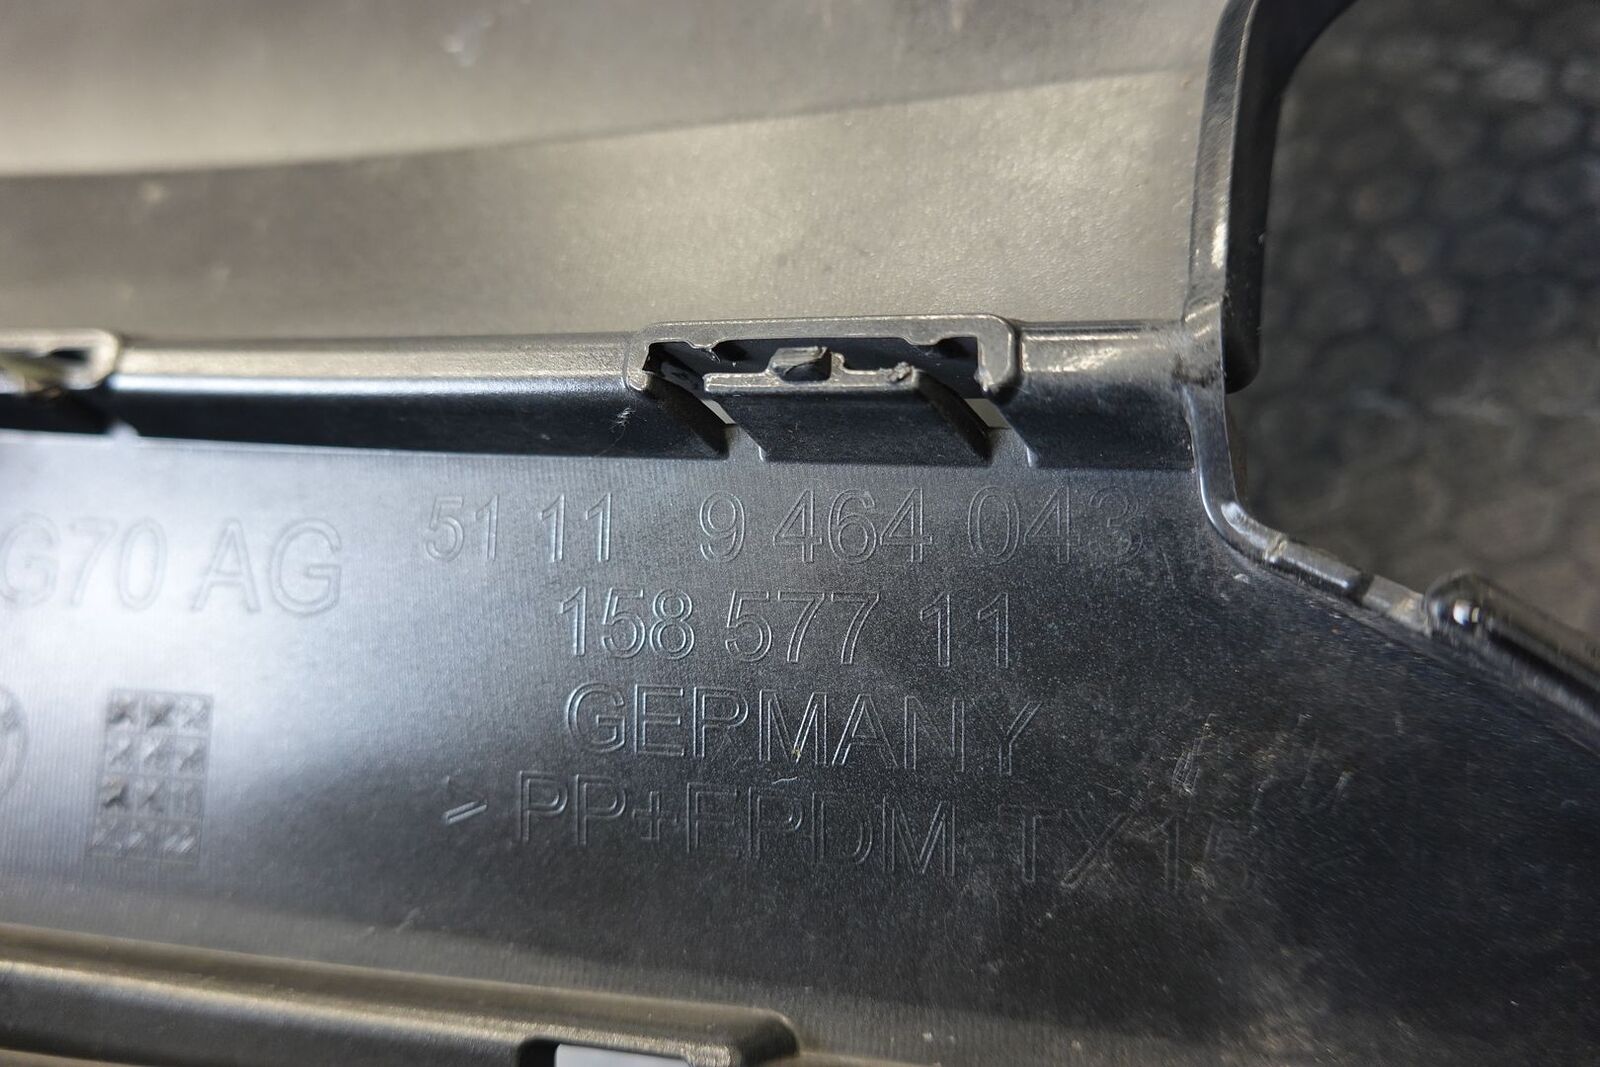 G70 AG 51 11 9 464 043
158 577 11
GERMANY
> PP+EPDM TX15